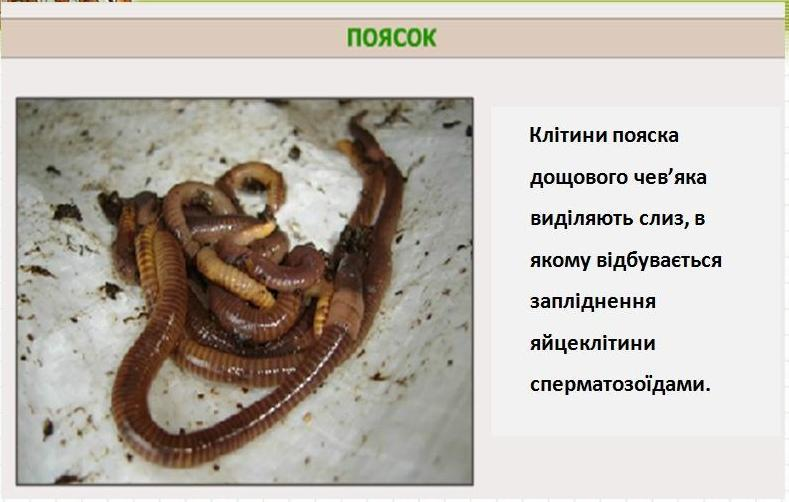 ПОЯСОК
Клітини пояска
дощового чев’яка
виділяють слиз, в
якому відбувається
запліднення
яйцеклітини
сперматозоїдами.